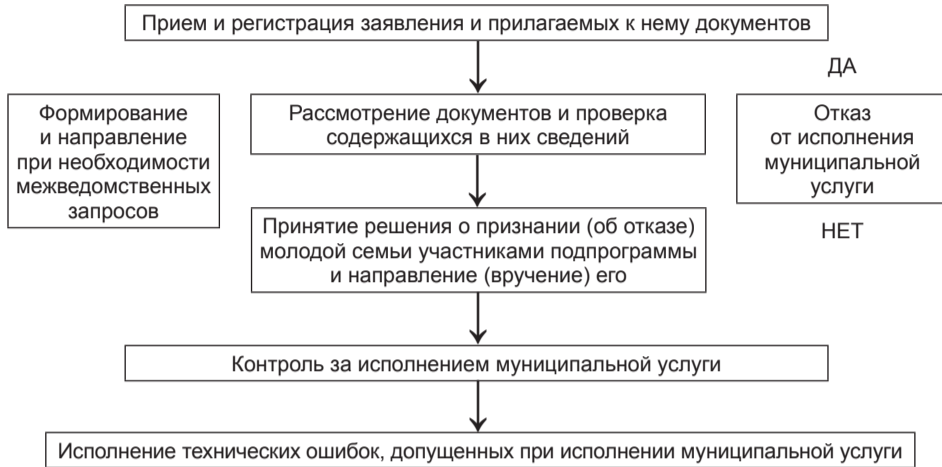 Прием и регистрация заявления и прилагаемых к нему документов
ДА
Формирование
и направление
при необходимости
межведомственных
запросов
Рассмотрение документов и проверка
содержащихся в них сведений
Отказ
от исполнения
муниципальной
услуги
НЕТ
Принятие решения о признании (об отказе)
молодой семьи участниками подпрограммы
и направление (вручение) его
Контроль за исполнением муниципальной услуги
Исполнение технических ошибок, допущенных при исполнении муниципальной услуги